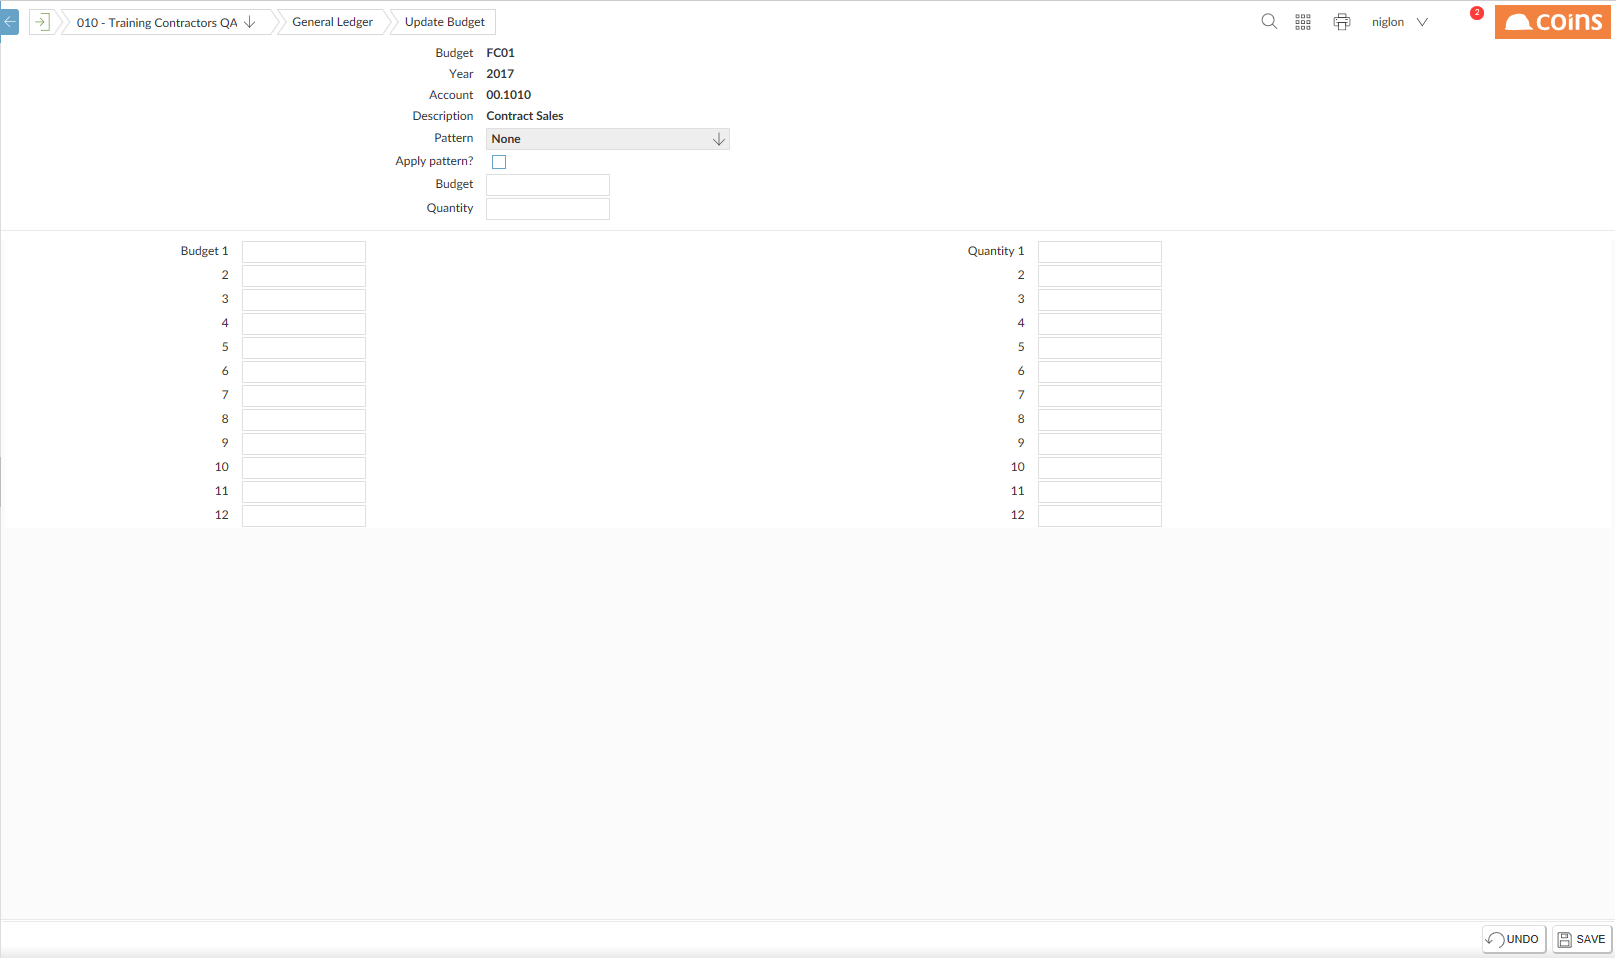 010 - Training Contractors QA General Ledger Update Budget niglon 2 coins
Budget FC01
Year 2017
Account 00.1010
Description Contract Sales
Pattern None
Apply pattern?
Budget
Quantity
Budget 1 Quantity 1
2 2
3 3
4 4
5 5
6 6
7 7
8 8
9 9
10 10
11 11
12 12
UNDO SAVE